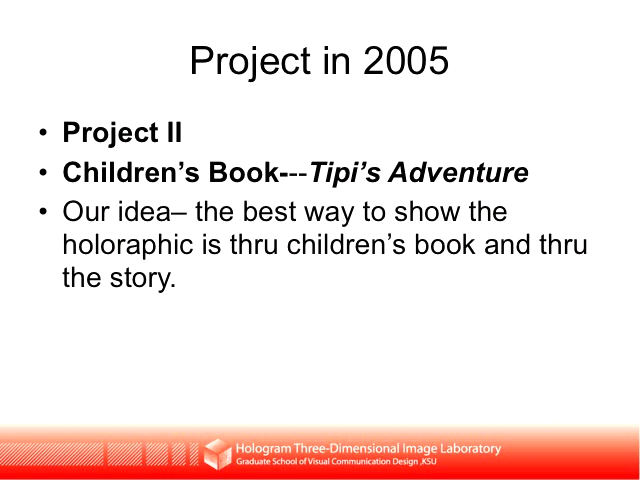 Project in 2005
• Project II
• Children’s Book---Tipi’s Adventure
• Our idea– the best way to show the
holoraphic is thru children’s book and thru
the story.
Hologram Three-Dimensional Image Laboratory
Graduate School of Visual Communication Design ,KSU